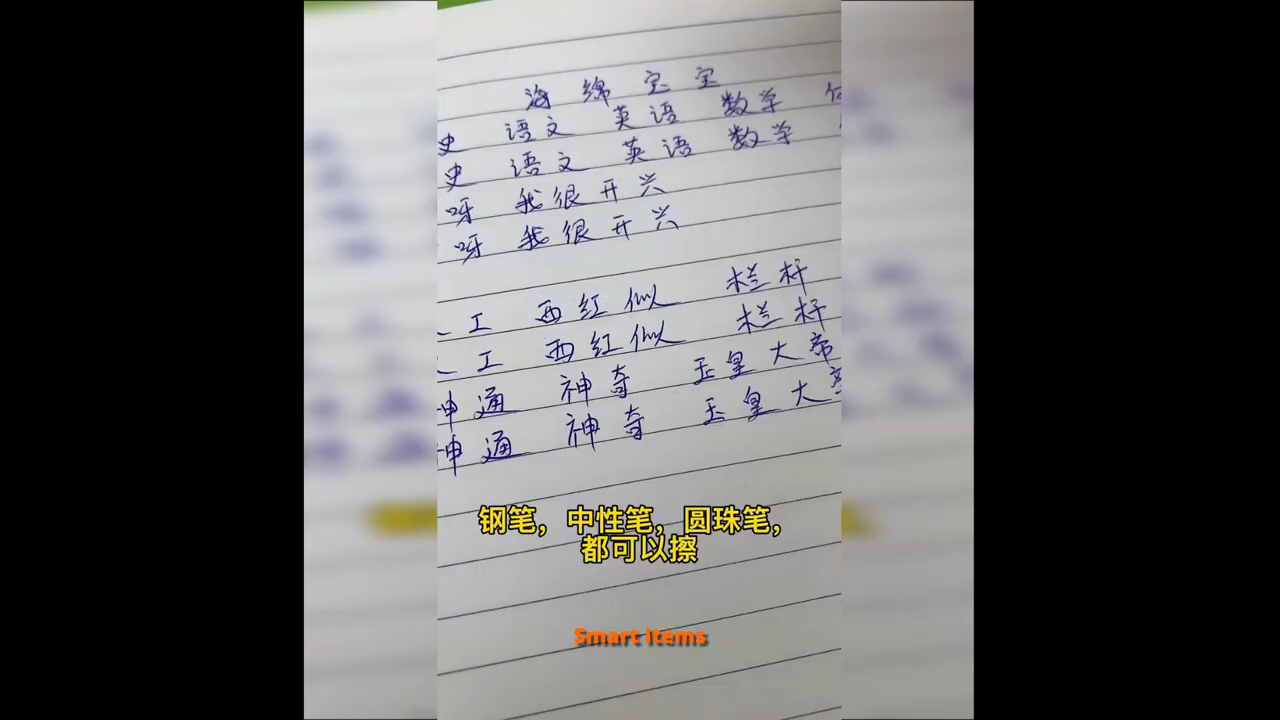 海绵宝宝
史 语文 英语 数学
史 语文 英语 数学
呀 我很开兴
呀 我很开兴
工 西红似 栏杆
工 西红似 栏杆
神通 神奇 玉皇大帝
神通 神奇 玉皇大帝
钢笔，中性笔，圆珠笔，
都可以擦
Smart Items